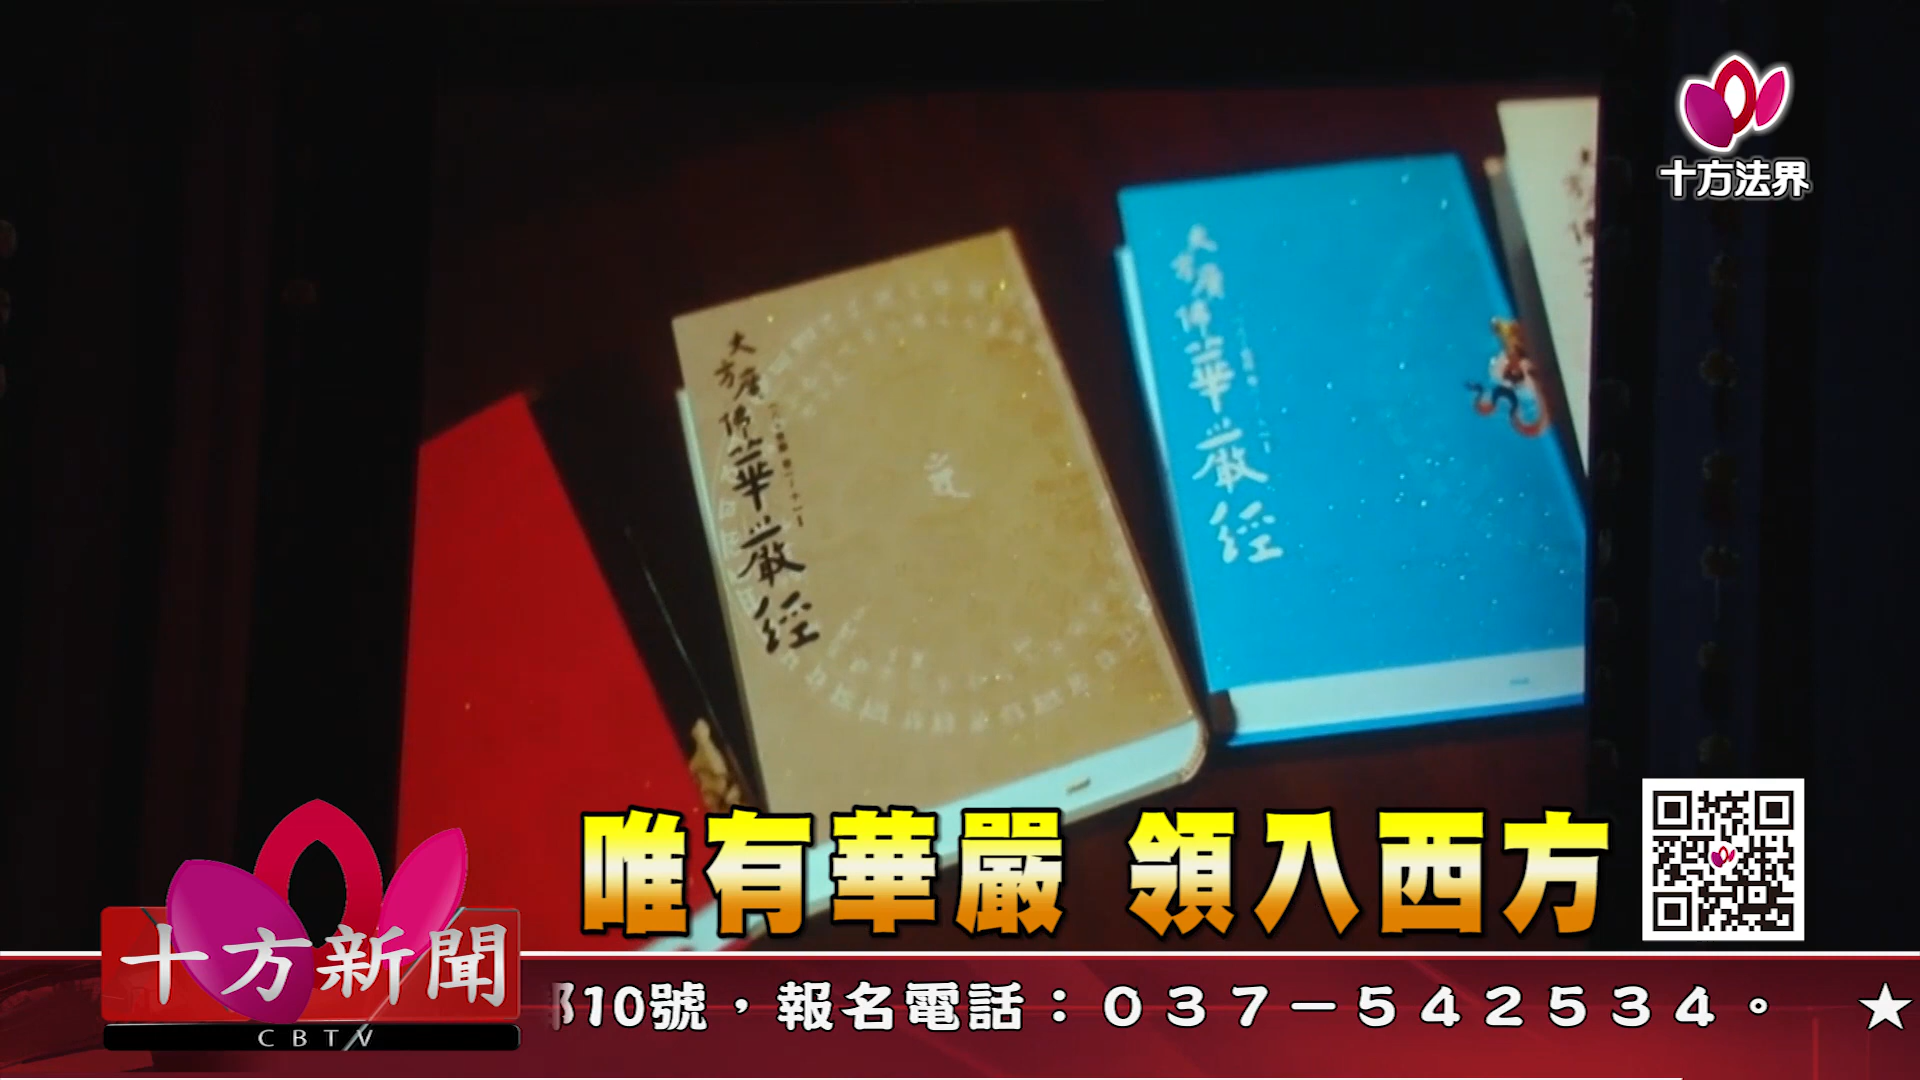 十方法界
大方廣佛華嚴經
大方廣佛華嚴經
唯有華嚴 領入西方
十方新聞
CBTV
10號，報名電話：037－542534。 ★